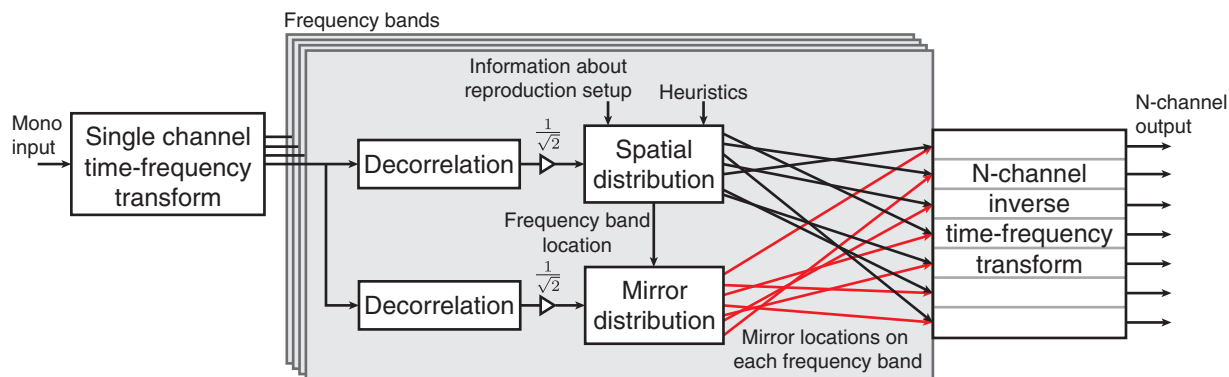 Frequency bands
Information about
reproduction setup
Heuristics
Mono
input
Single channel
time-frequency
transform
Decorrelation
1
√2
Spatial
distribution
Frequency band
location
Decorrelation
1
√2
Mirror
distribution
Mirror locations on
each frequency band
N-channel
inverse
time-frequency
transform
N-channel
output